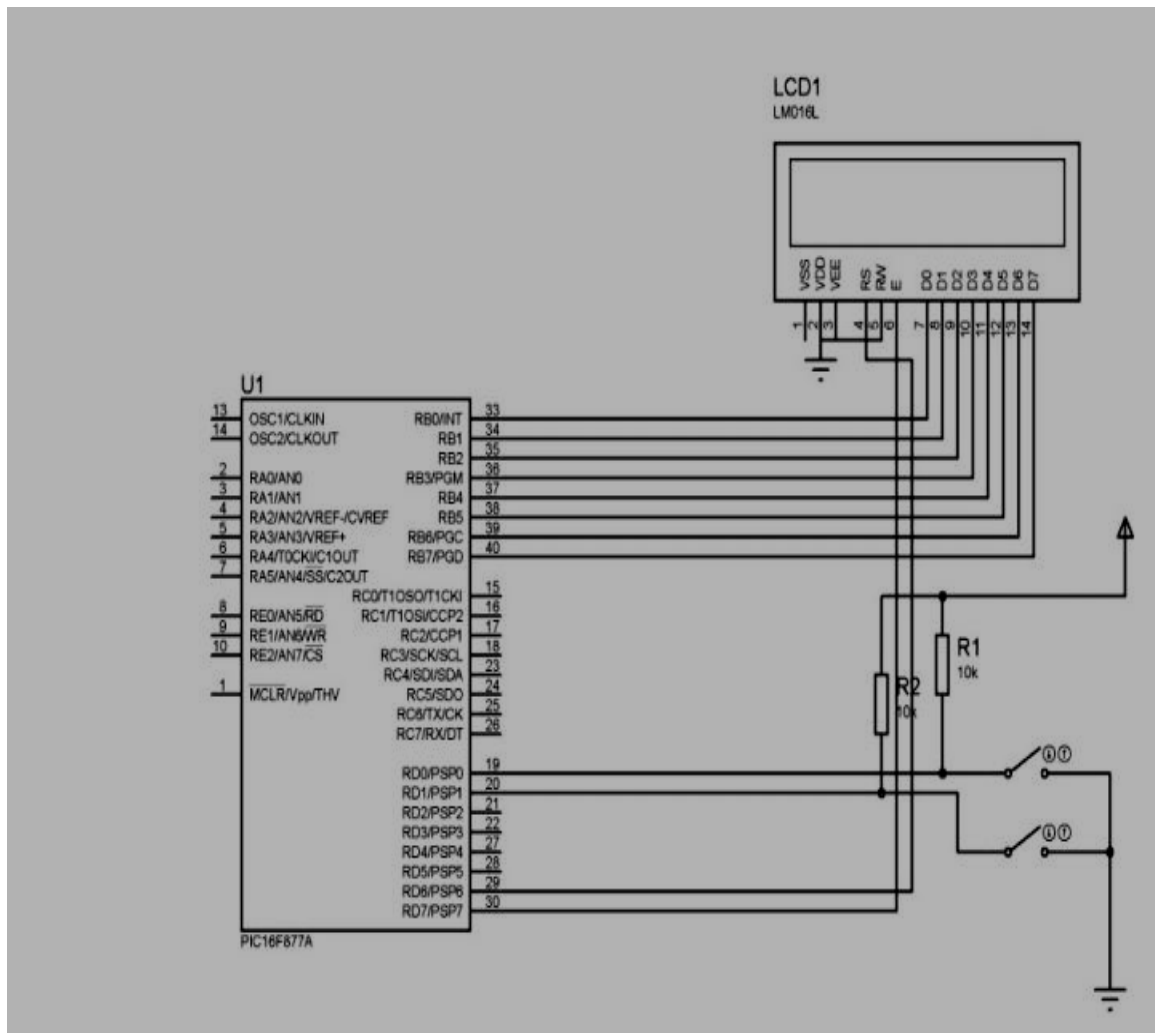 LCD1
LM016L
VSS
VDD
VEE
RS
RW
E
D0
D1
D2
D3
D4
D5
D6
D7
1
2
3
4
5
6
7
8
9
10
11
12
13
14
U1
13 OSC1/CLKIN RB0/INT 33
14 OSC2/CLKOUT RB1 34
RB2 35
2 RA0/AN0 RB3/PGM 36
3 RA1/AN1 RB4 37
4 RA2/AN2/VREF-/CVREF RB5 38
5 RA3/AN3/VREF+ RB6/PGC 39
6 RA4/T0CKI/C1OUT RB7/PGD 40
7 RA5/AN4/SS/C2OUT
RC0/T1OSO/T1CKI 15
8 RE0/AN5/RD RC1/T1OSI/CCP2 16
9 RE1/AN6/WR RC2/CCP1 17
10 RE2/AN7/CS RC3/SCK/SCL 18
RC4/SDI/SDA 23
1 MCLR/Vpp/THV RC5/SDO 24
RC6/TX/CK 25
RC7/RX/DT 26
R1
10k
R2
10k
RD0/PSP0 19
RD1/PSP1 20
RD2/PSP2 21
RD3/PSP3 22
RD4/PSP4 27
RD5/PSP5 28
RD6/PSP6 29
RD7/PSP7 30
PIC16F877A